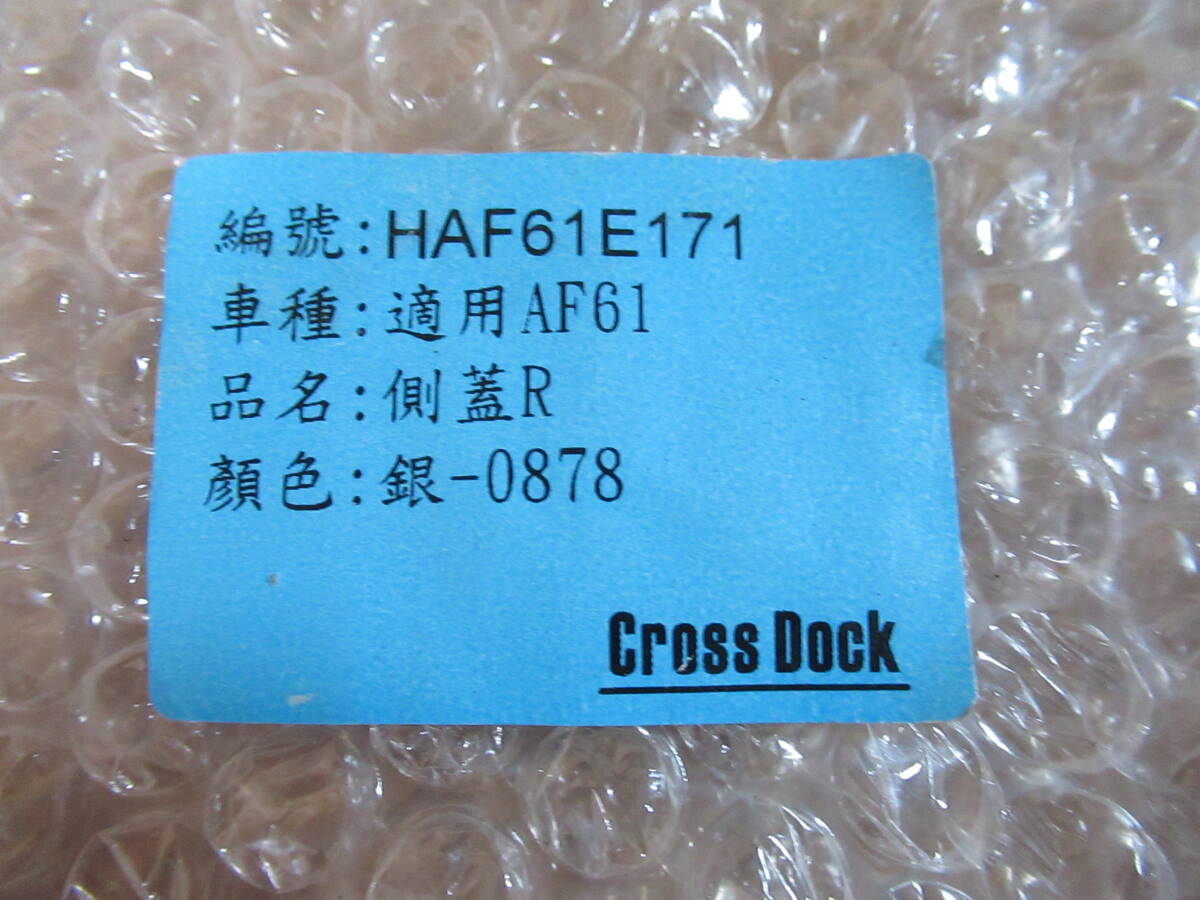 編號:HAF61E171
車種:適用AF61
品名:側蓋R
顏色:銀-0878
Cross Dock